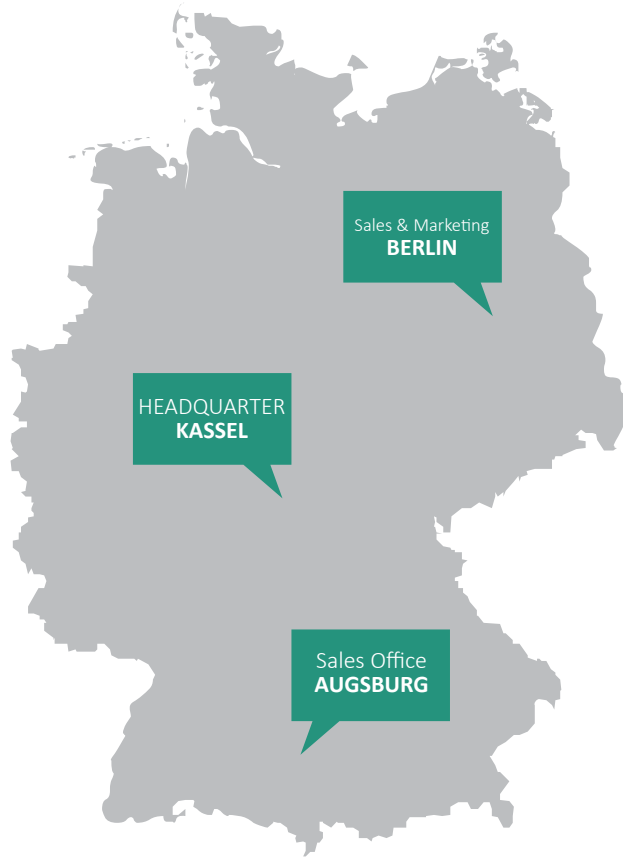 Sales & Marketing
BERLIN
HEADQUARTER
KASSEL
Sales Office
AUGSBURG